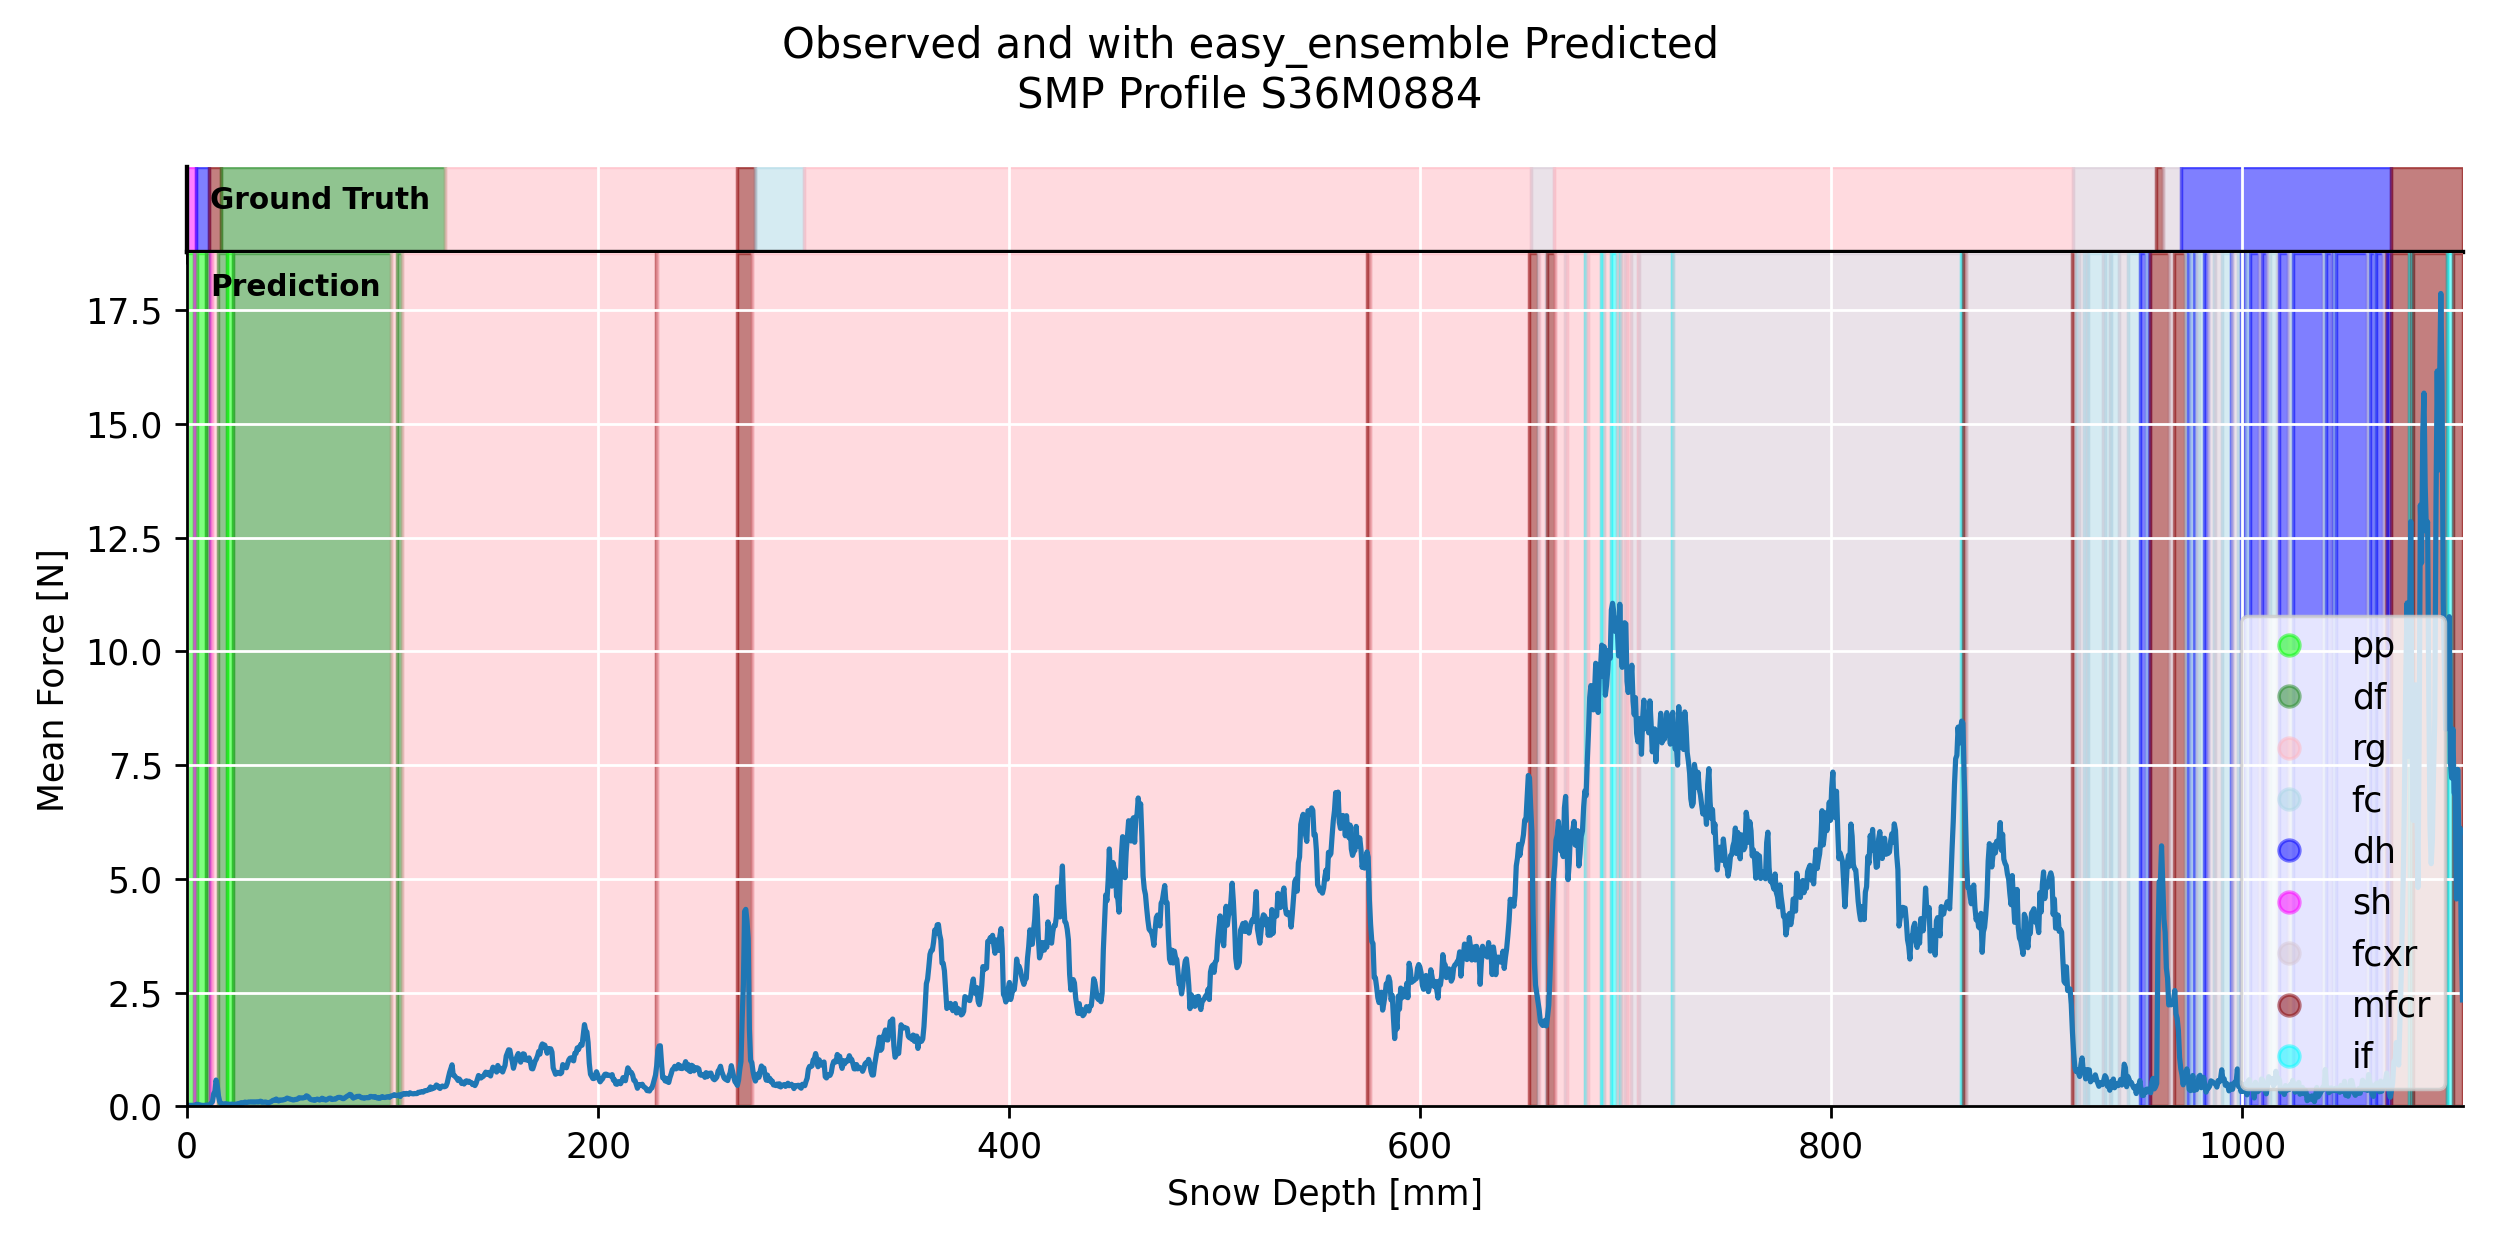 Observed and with easy_ensemble Predicted
SMP Profile S36M0884
Ground Truth
Prediction
17.5
15.0
12.5
10.0
7.5
5.0
2.5
0.0
Mean Force [N]
0 200 400 600 800 1000
Snow Depth [mm]
pp
df
rg
fc
dh
sh
fcxr
mfcr
if